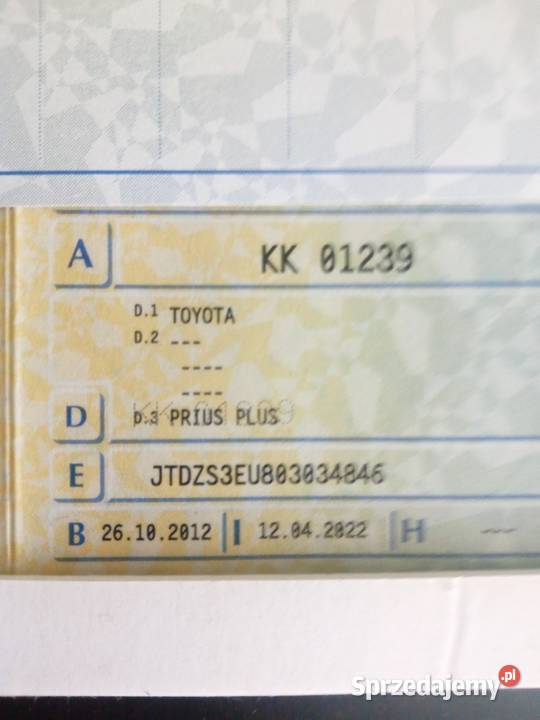 A KK 01239
D.1 TOYOTA
D.2 ---
----
----
D D.3 PRIUS PLUS
E JTDZS3EU803034846
B 26.10.2012 I 12.04.2022 H ---
Sprzedajemy.pl